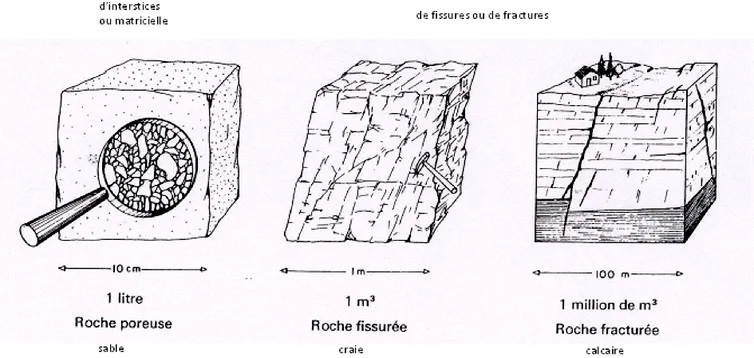 d'interstices
ou matricielle
de fissures ou de fractures
10 cm
1 m
100 m
1 litre
1 m³
1 million de m³
Roche poreuse
Roche fissurée
Roche fracturée
sable
craie
calcaire